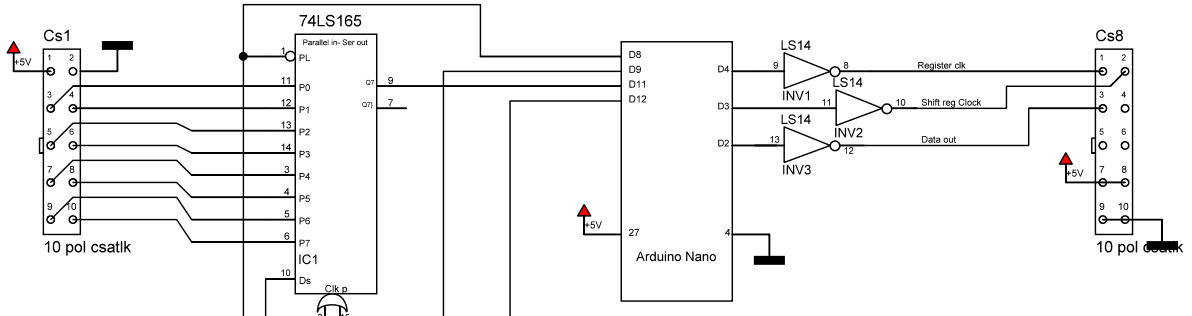 74LS165
Cs1
1 2
+5V
3 4
5 6
7 8
9 10
10 pol csatlk
Parallel in- Ser out
1 PL
11 P0
12 P1
13 P2
14 P3
3 P4
4 P5
5 P6
6 P7
IC1
10 Ds
Clk p
Q7 9
Q7} 7
D8
D9
D11
D12
D4
D3
D2
+5V
27
4
Arduino Nano
LS14
9 8
INV1
LS14
11 10
INV2
LS14
13 12
INV3
Register clk
Shift reg Clock
Data out
Cs8
1 2
3 4
5 6
+5V
7 8
9 10
10 pol csatlk